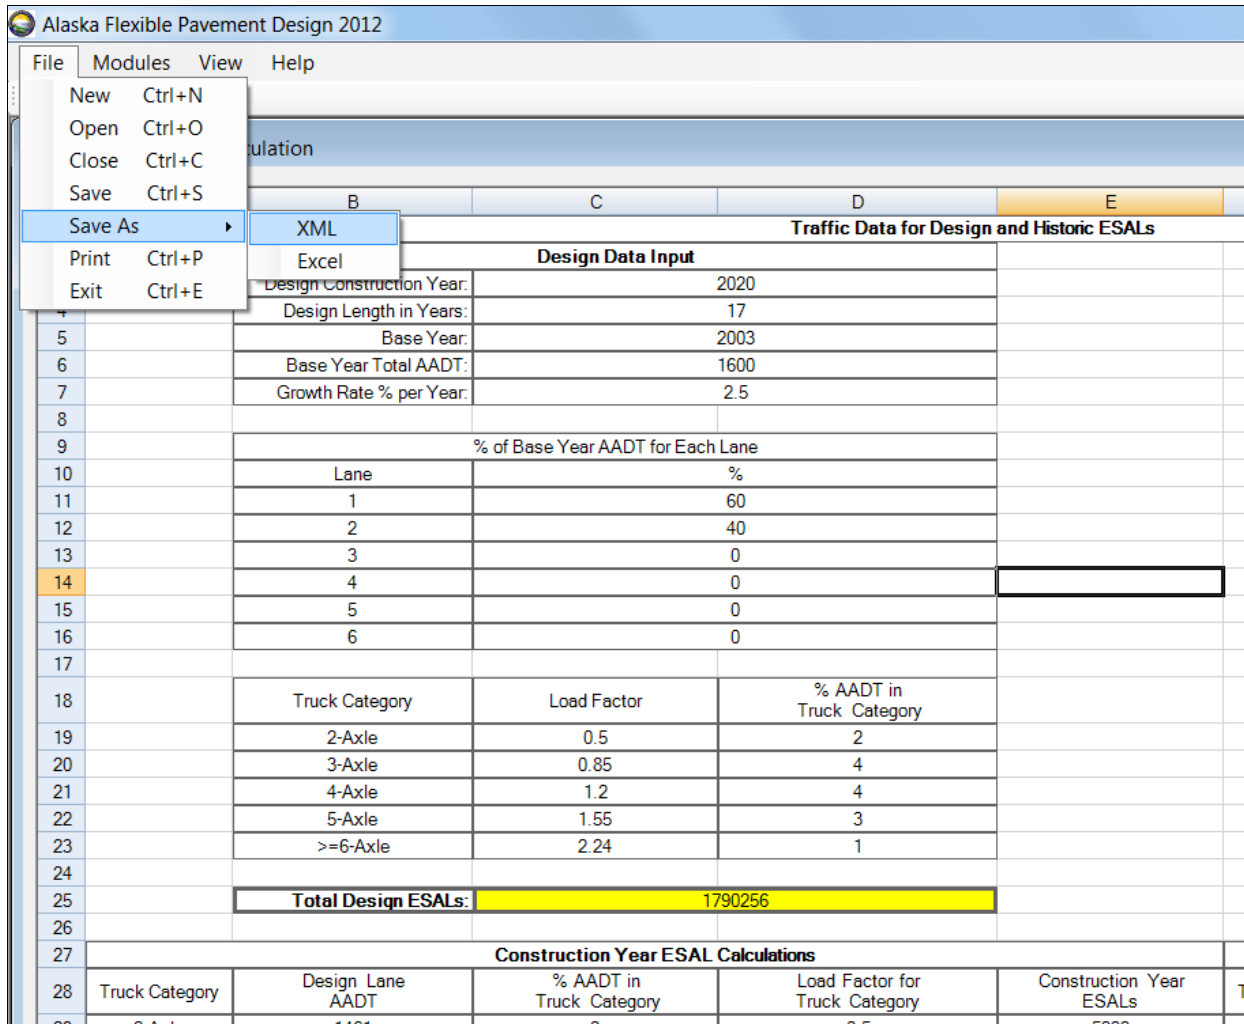 Alaska Flexible Pavement Design 2012
File Modules View Help
New Ctrl+N
Open Ctrl+O
Close Ctrl+C
Save Ctrl+S
Save As
Print Ctrl+P
Exit Ctrl+E
XML
Excel
ulation
B C D E
Traffic Data for Design and Historic ESALs
Design Data Input
Design Construction Year: 2020
4 Design Length in Years: 17
5 Base Year: 2003
6 Base Year Total AADT: 1600
7 Growth Rate % per Year: 2.5
8
9 % of Base Year AADT for Each Lane
10 Lane %
11 1 60
12 2 40
13 3 0
14 4 0
15 5 0
16 6 0
17
18 Truck Category Load Factor % AADT in Truck Category
19 2-Axle 0.5 2
20 3-Axle 0.85 4
21 4-Axle 1.2 4
22 5-Axle 1.55 3
23 >=6-Axle 2.24 1
24
25 Total Design ESALs: 1790256
26
27 Construction Year ESAL Calculations
28 Truck Category Design Lane AADT % AADT in Truck Category Load Factor for Truck Category Construction Year ESALs